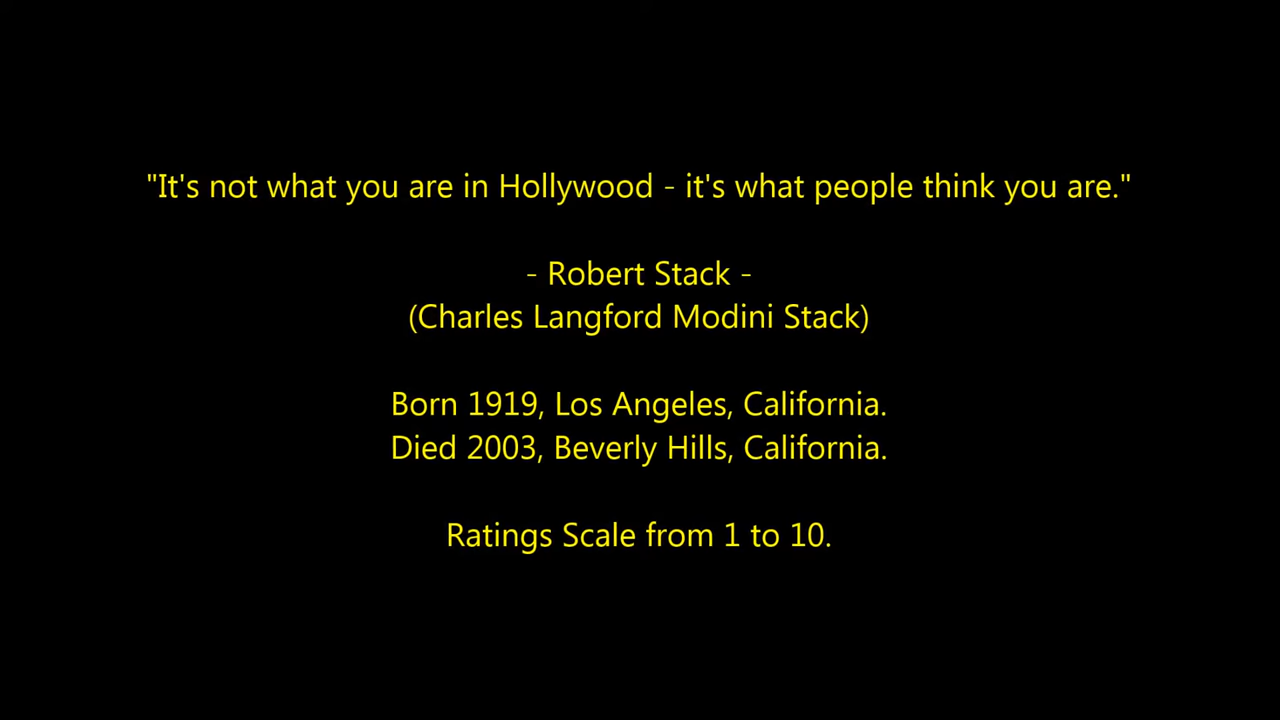 "It's not what you are in Hollywood - it's what people think you are."
- Robert Stack -
(Charles Langford Modini Stack)
Born 1919, Los Angeles, California.
Died 2003, Beverly Hills, California.
Ratings Scale from 1 to 10.